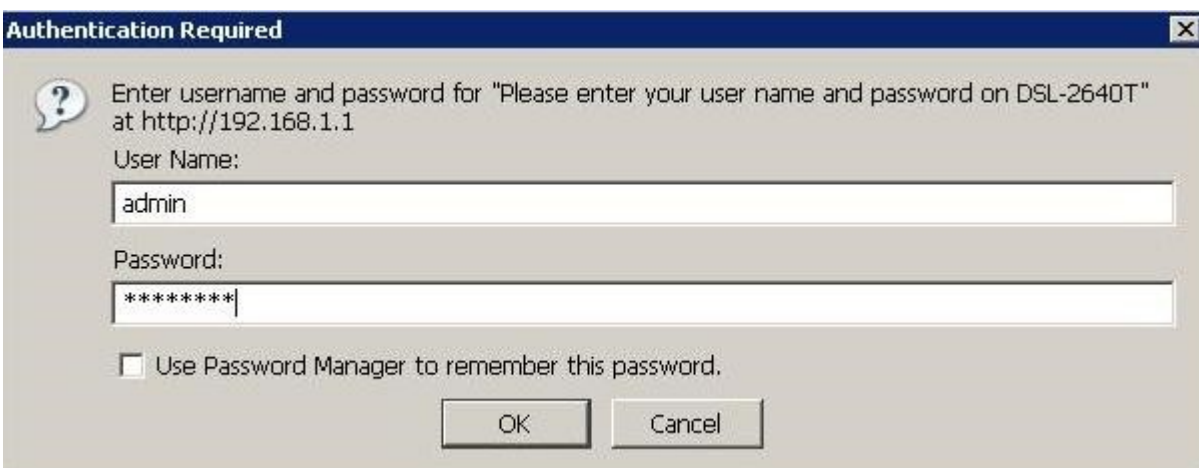 Authentication Required
Enter username and password for "Please enter your user name and password on DSL-2640T"
at http://192.168.1.1
User Name:
admin
Password:
********
Use Password Manager to remember this password.
OK
Cancel